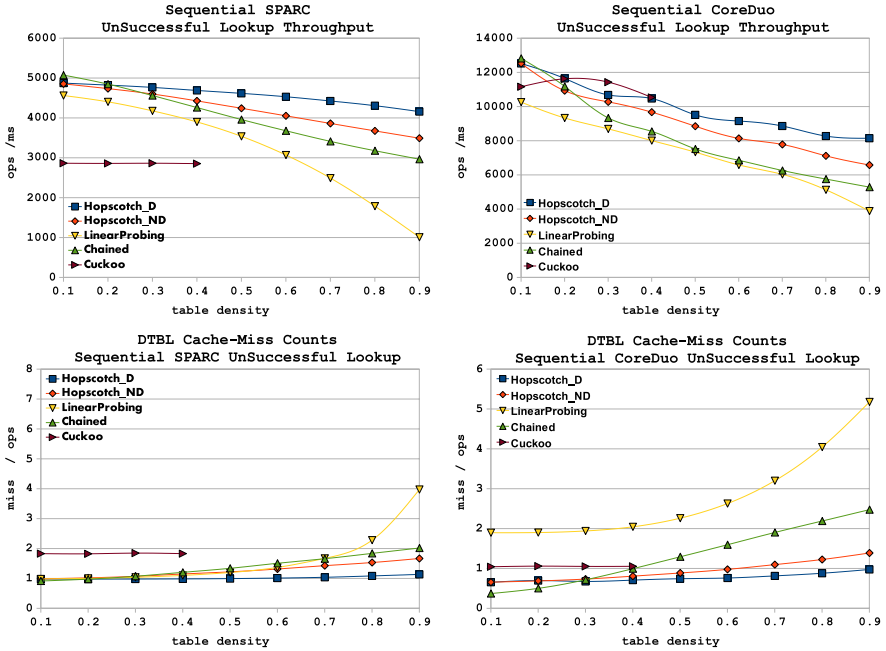 Sequential SPARC
UnSuccessful Lookup Throughput
6000
5000
4000
3000
2000
1000
0
ops /ms
Hopscotch_D
Hopscotch_ND
LinearProbing
Chained
Cuckoo
0.1 0.2 0.3 0.4 0.5 0.6 0.7 0.8 0.9
table density
Sequential CoreDuo
UnSuccessful Lookup Throughput
14000
12000
10000
8000
6000
4000
2000
0
ops /ms
Hopscotch_D
Hopscotch_ND
LinearProbing
Chained
Cuckoo
0.1 0.2 0.3 0.4 0.5 0.6 0.7 0.8 0.9
table density
DTBL Cache-Miss Counts
Sequential SPARC UnSuccessful Lookup
8
7
6
5
4
3
2
1
0
miss / ops
Hopscotch_D
Hopscotch_ND
LinearProbing
Chained
Cuckoo
0.1 0.2 0.3 0.4 0.5 0.6 0.7 0.8 0.9
table density
DTBL Cache-Miss Counts
Sequential CoreDuo UnSuccessful Lookup
6
5
4
3
2
1
0
miss / ops
Hopscotch_D
Hopscotch_ND
LinearProbing
Chained
Cuckoo
0.1 0.2 0.3 0.4 0.5 0.6 0.7 0.8 0.9
table density